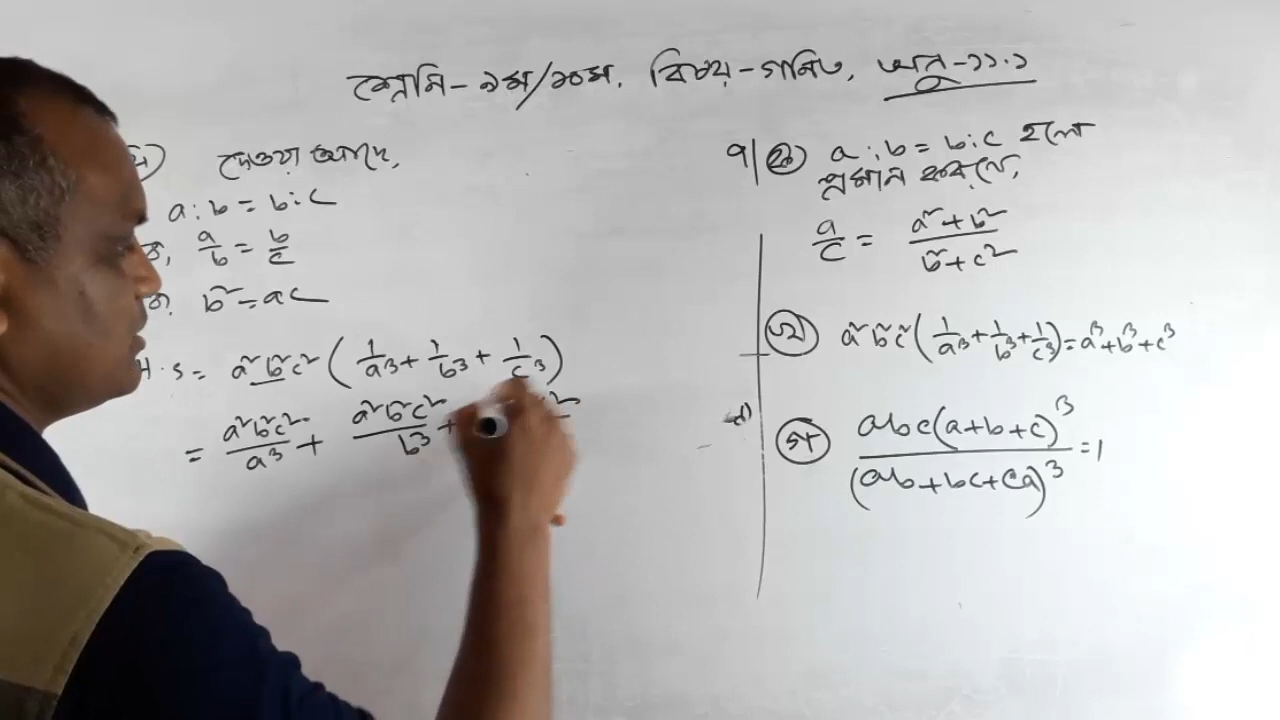 শ্রেণি - ৯ম/১০ম, বিষয় - গণিত, অনু - ১১.১
দেওয়া আছে,
a : b = b : c
a/b = b/c
b² = ac
H.S = a²b²c² (1/a³ + 1/b³ + 1/c³)
= a²b²c²/a³ + a²b²c²/b³ +
৭| ক) a : b = b : c হলে
প্রমাণ কর যে,
a/c = (a² + b²)/(b² + c²)
খ) a²b²c² (1/a³ + 1/b³ + 1/c³) = a³ + b³ + c³
গ) abc(a+b+c)³/(ab+bc+ca)³ = 1